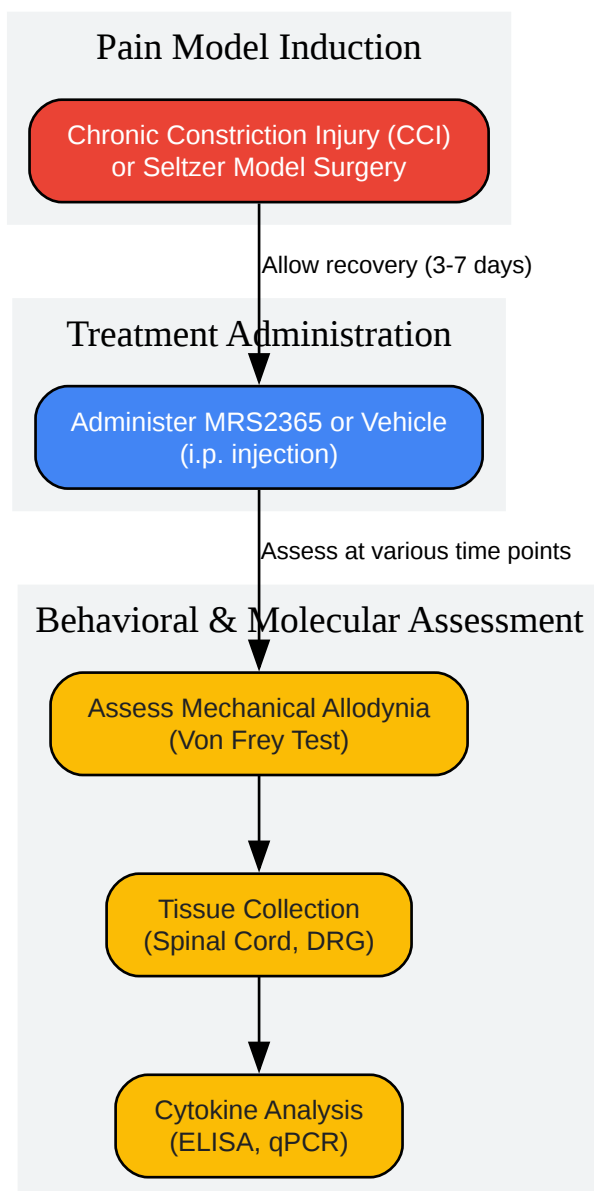 Pain Model Induction
Chronic Constriction Injury (CCI)
or Seltzer Model Surgery
Allow recovery (3-7 days)
Treatment Administration
Administer MRS2365 or Vehicle
(i.p. injection)
Assess at various time points
Behavioral & Molecular Assessment
Assess Mechanical Allodynia
(Von Frey Test)
Tissue Collection
(Spinal Cord, DRG)
Cytokine Analysis
(ELISA, qPCR)